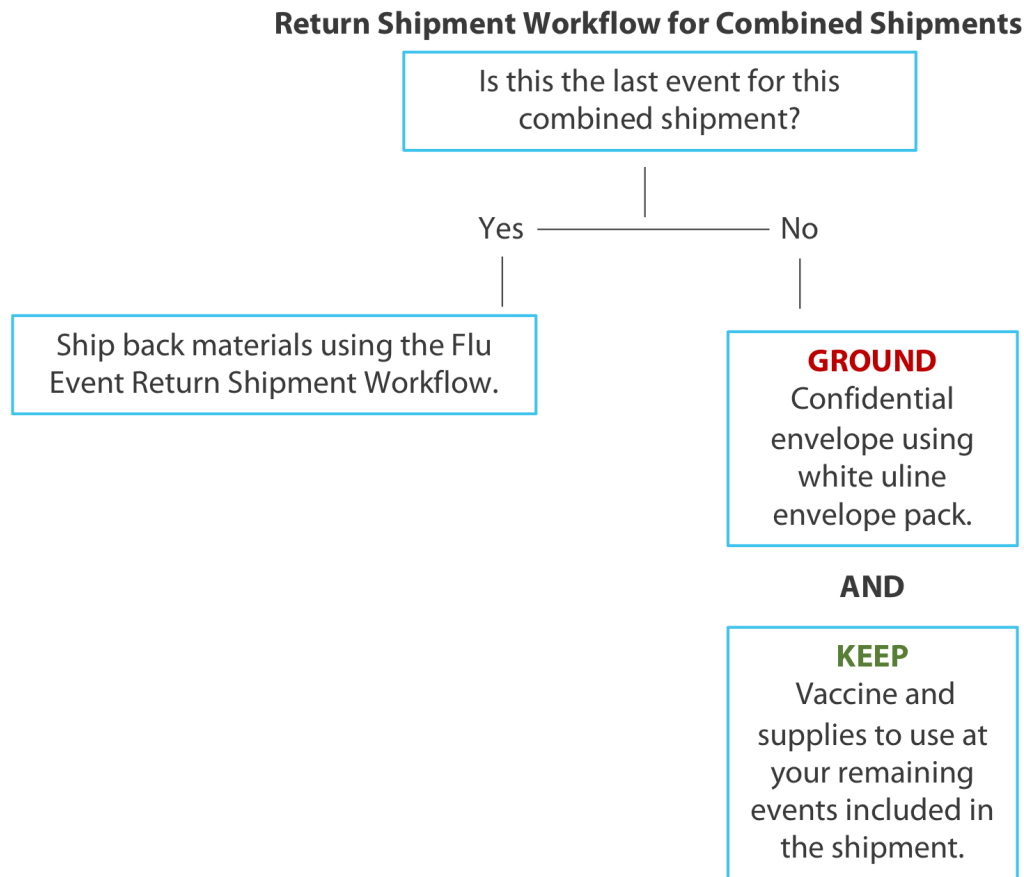 Return Shipment Workflow for Combined Shipments
Is this the last event for this
combined shipment?
Yes
No
Ship back materials using the Flu
Event Return Shipment Workflow.
GROUND
Confidential
envelope using
white uline
envelope pack.
AND
KEEP
Vaccine and
supplies to use at
your remaining
events included in
the shipment.